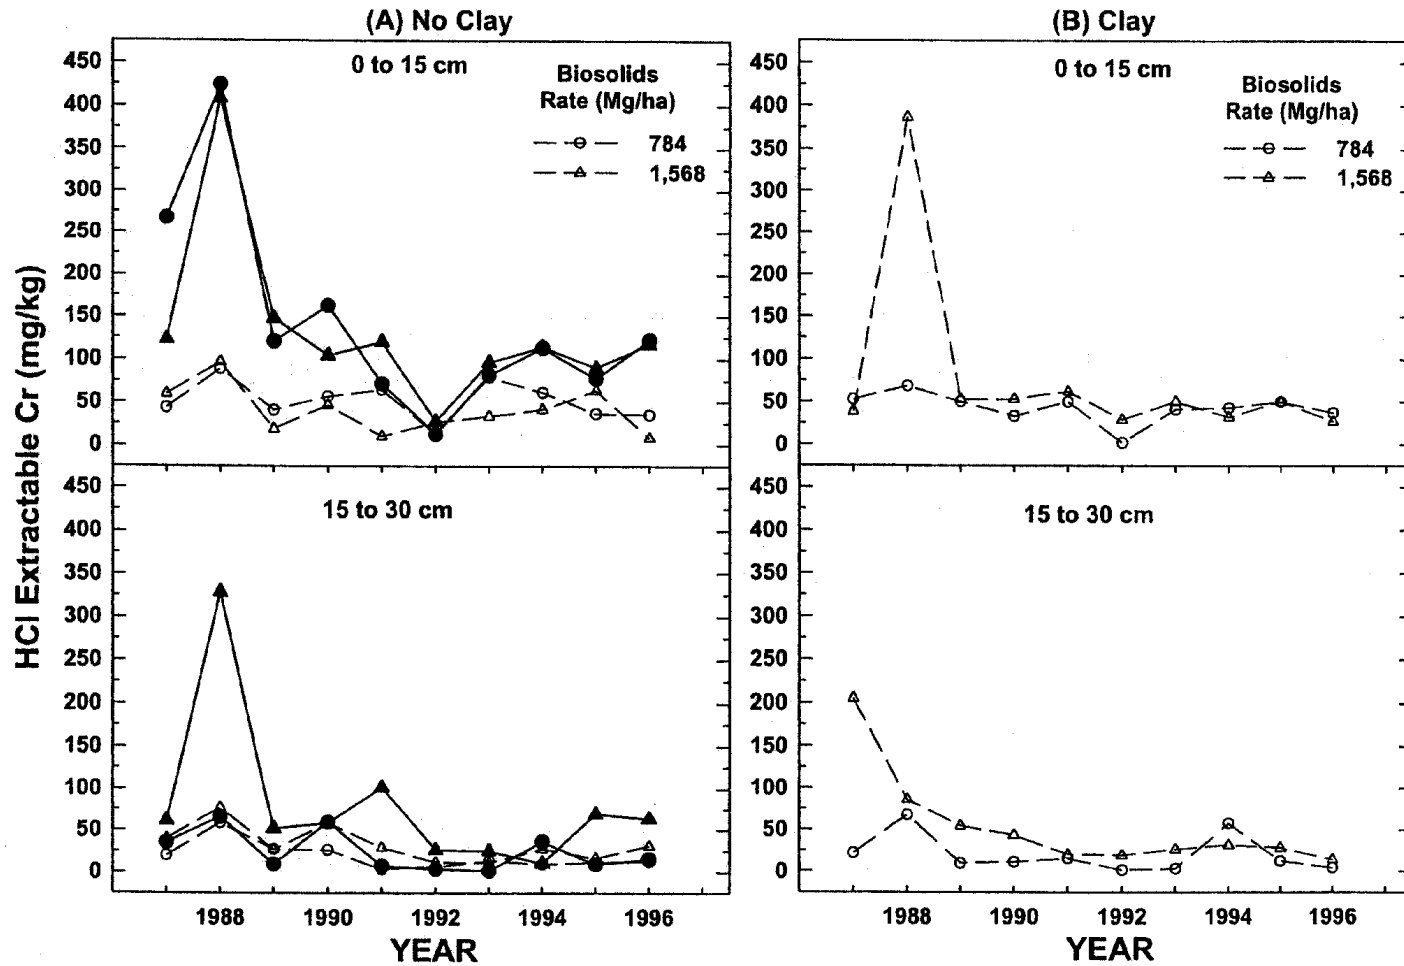 (A) No Clay
(B) Clay
HCl Extractable Cr (mg/kg)
0 to 15 cm
Biosolids
Rate (Mg/ha)
784
1,568
450
400
350
300
250
200
150
100
50
0
0 to 15 cm
Biosolids
Rate (Mg/ha)
784
1,568
450
400
350
300
250
200
150
100
50
0
15 to 30 cm
450
400
350
300
250
200
150
100
50
0
1988 1990 1992 1994 1996
YEAR
15 to 30 cm
450
400
350
300
250
200
150
100
50
0
1988 1990 1992 1994 1996
YEAR